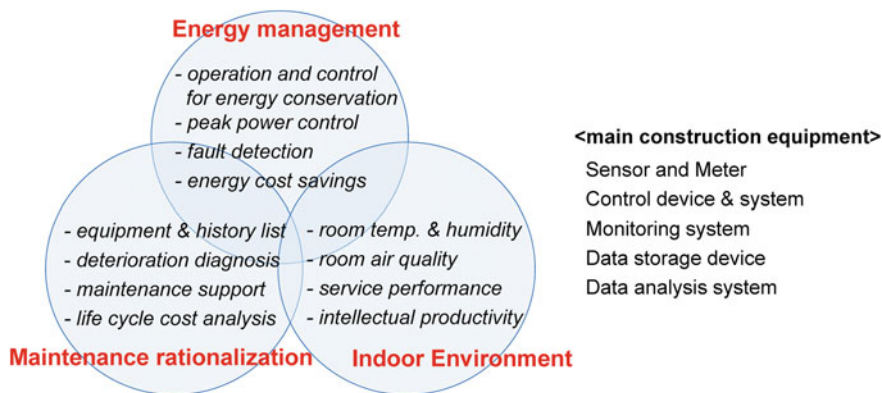 Energy management
- operation and control
for energy conservation
- peak power control
- fault detection
- energy cost savings
- equipment & history list
- deterioration diagnosis
- maintenance support
- life cycle cost analysis
Maintenance rationalization
- room temp. & humidity
- room air quality
- service performance
- intellectual productivity
Indoor Environment
<main construction equipment>
Sensor and Meter
Control device & system
Monitoring system
Data storage device
Data analysis system